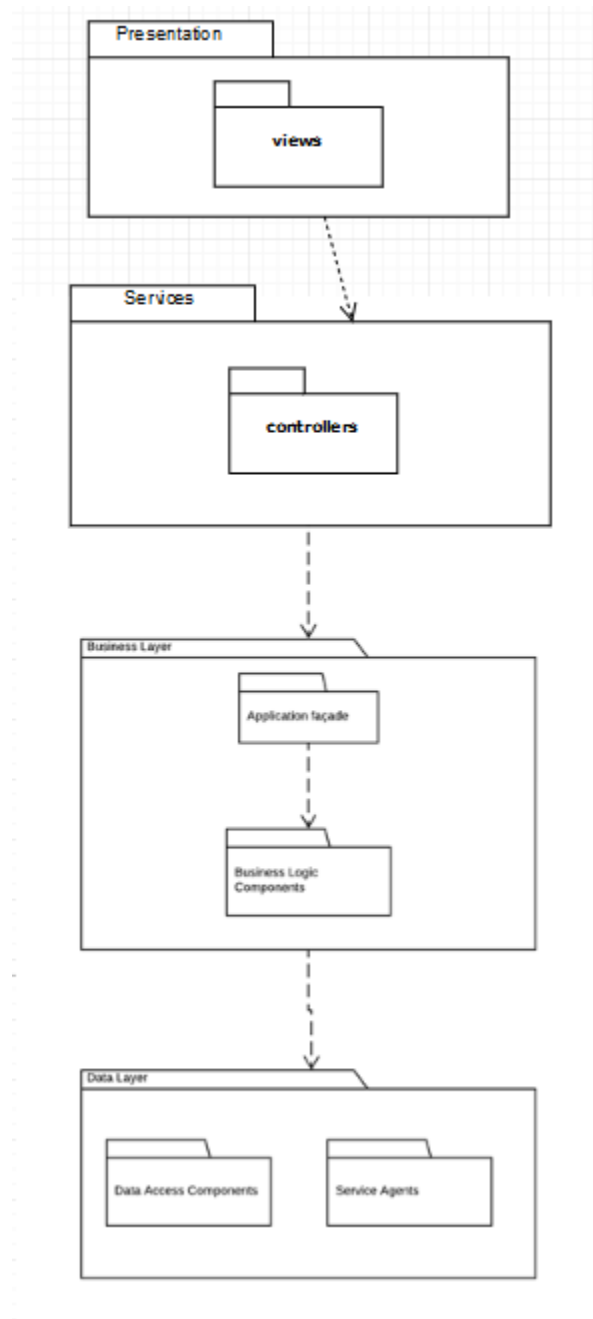 Presentation
views
Services
controllers
Business Layer
Application façade
Business Logic
Components
Data Layer
Data Access Components
Service Agents